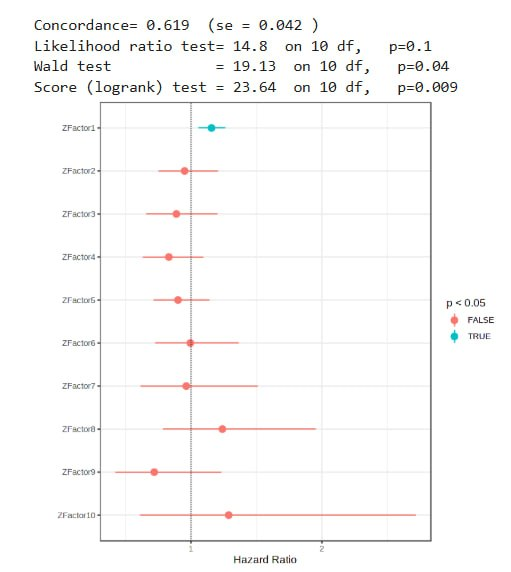 Concordance= 0.619 (se = 0.042 )
Likelihood ratio test= 14.8 on 10 df, p=0.1
Wald test = 19.13 on 10 df, p=0.04
Score (logrank) test = 23.64 on 10 df, p=0.009
ZFactor1
ZFactor2
ZFactor3
ZFactor4
ZFactor5
ZFactor6
ZFactor7
ZFactor8
ZFactor9
ZFactor10
p < 0.05
FALSE
TRUE
1 2
Hazard Ratio